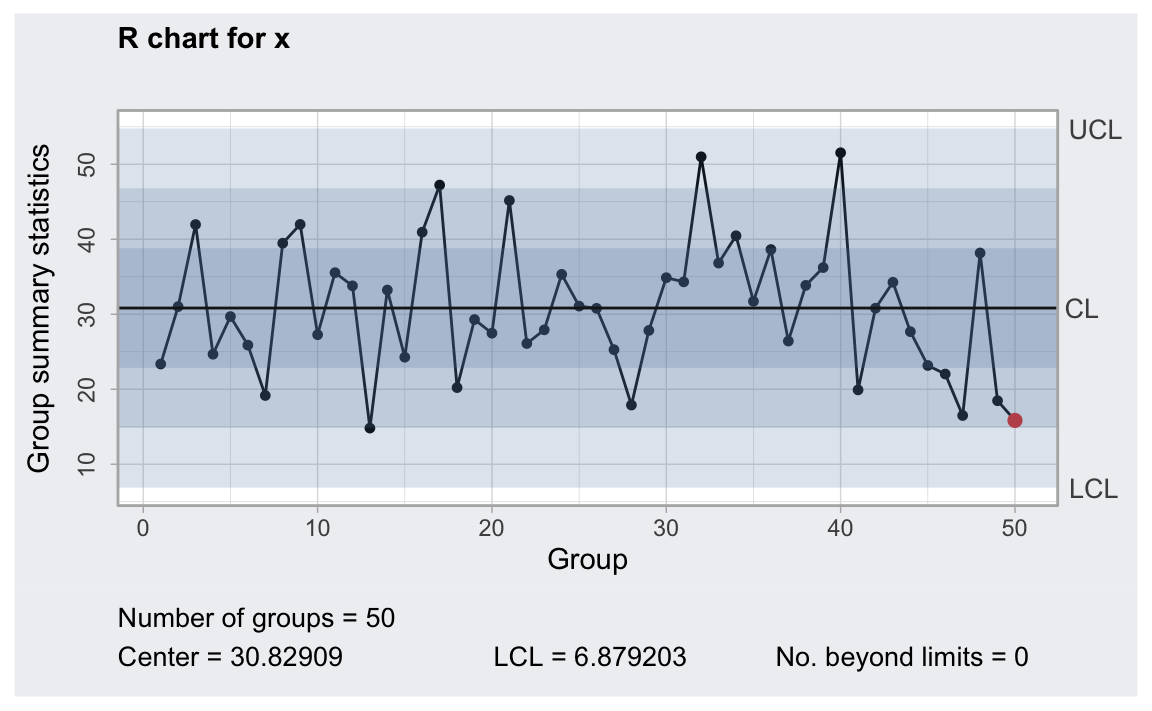 R chart for x
Group summary statistics
50
40
30
20
10
UCL
CL
LCL
0 10 20 30 40 50
Group
Number of groups = 50
Center = 30.82909 LCL = 6.879203 No. beyond limits = 0